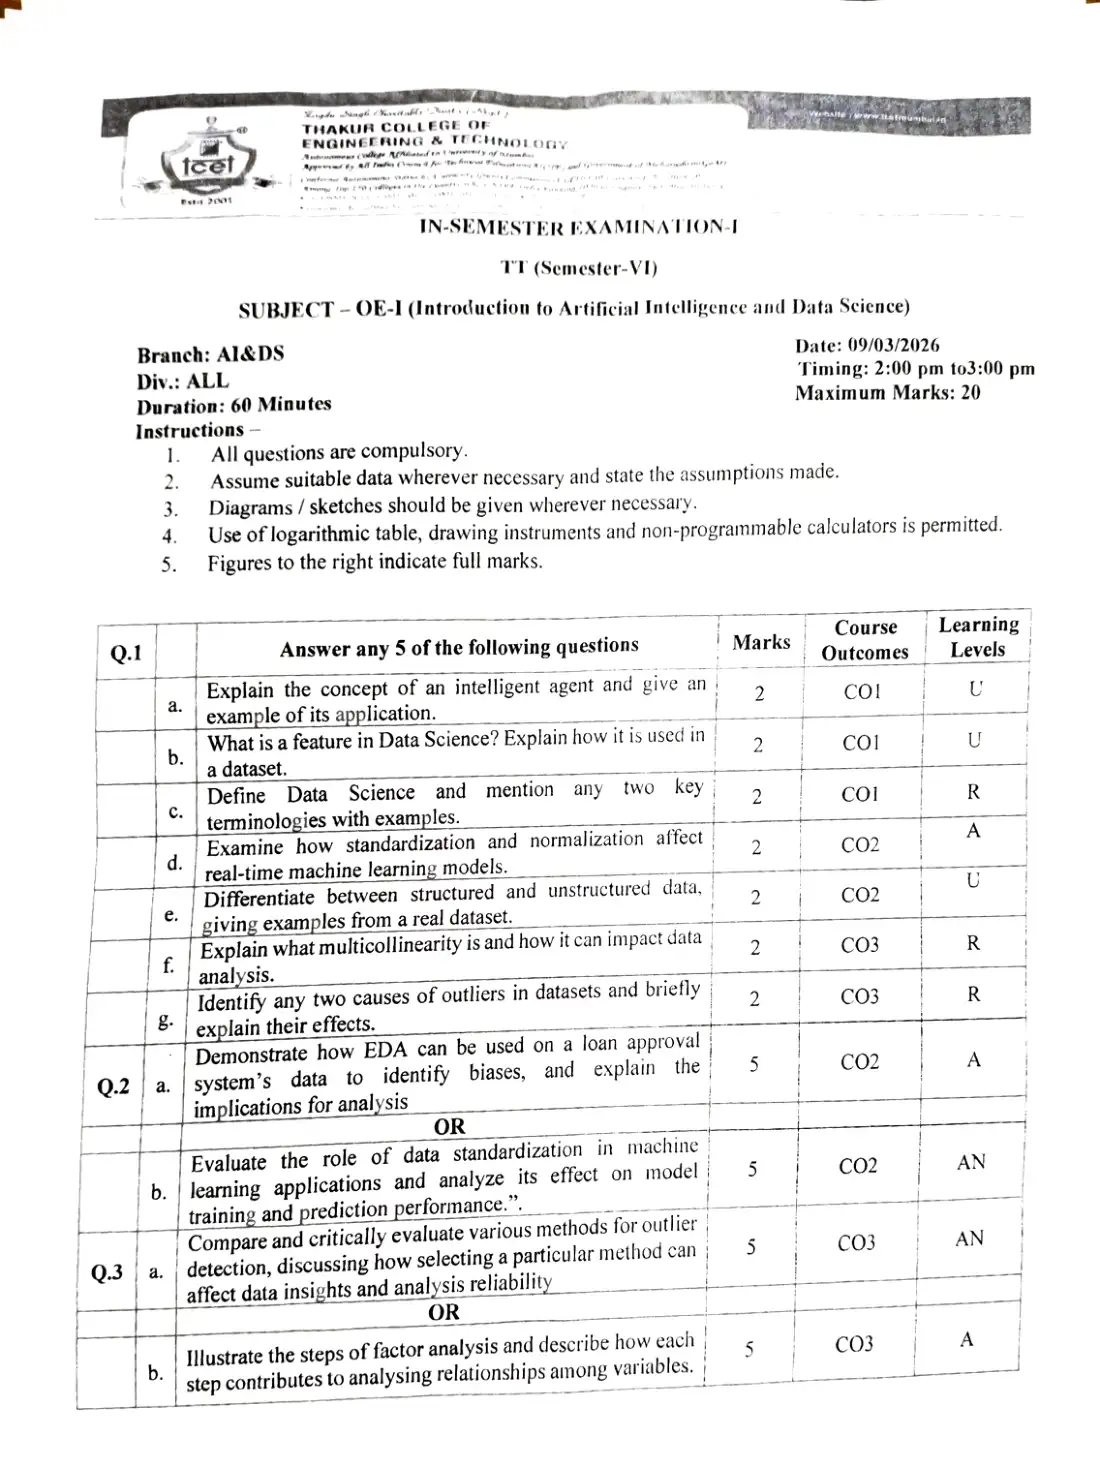 Website : www.tcetmumbai.in
THAKUR COLLEGE OF
ENGINEERING & TECHNOLOGY
tcet
Estd 2001
IN-SEMESTER EXAMINATION-I
TT (Semester-VI)
SUBJECT – OE-I (Introduction to Artificial Intelligence and Data Science)
Branch: AI&DS
Date: 09/03/2026
Div.: ALL
Timing: 2:00 pm to3:00 pm
Duration: 60 Minutes
Maximum Marks: 20
Instructions –
1. All questions are compulsory.
2. Assume suitable data wherever necessary and state the assumptions made.
3. Diagrams / sketches should be given wherever necessary.
4. Use of logarithmic table, drawing instruments and non-programmable calculators is permitted.
5. Figures to the right indicate full marks.
Q.1 Answer any 5 of the following questions Marks Course Outcomes Learning Levels
a. Explain the concept of an intelligent agent and give an 2 CO1 U
example of its application.
b. What is a feature in Data Science? Explain how it is used in 2 CO1 U
a dataset.
c. Define Data Science and mention any two key 2 CO1 R
terminologies with examples.
d. Examine how standardization and normalization affect 2 CO2 A
real-time machine learning models.
e. Differentiate between structured and unstructured data, 2 CO2 U
giving examples from a real dataset.
f. Explain what multicollinearity is and how it can impact data 2 CO3 R
analysis.
g. Identify any two causes of outliers in datasets and briefly 2 CO3 R
explain their effects.
Q.2 a. Demonstrate how EDA can be used on a loan approval 5 CO2 A
system's data to identify biases, and explain the
implications for analysis
OR
b. Evaluate the role of data standardization in machine 5 CO2 AN
learning applications and analyze its effect on model
training and prediction performance.".
Q.3 a. Compare and critically evaluate various methods for outlier 5 CO3 AN
detection, discussing how selecting a particular method can
affect data insights and analysis reliability
OR
b. Illustrate the steps of factor analysis and describe how each 5 CO3 A
step contributes to analysing relationships among variables.